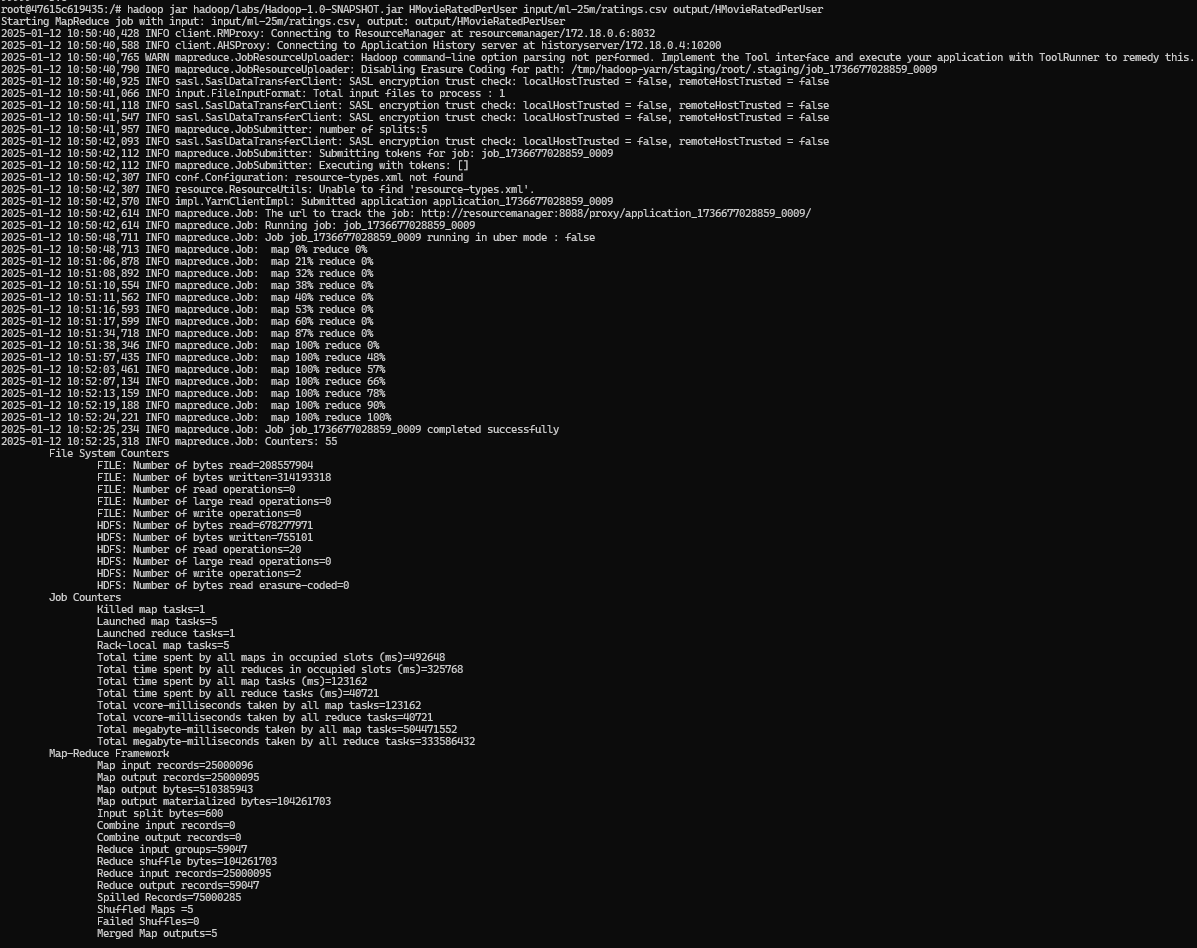 root@47615c619435:/# hadoop jar hadoop/labs/Hadoop-1.0-SNAPSHOT.jar HMovieRatedPerUser input/ml-25m/ratings.csv output/HMovieRatedPerUser
Starting MapReduce job with input: input/ml-25m/ratings.csv, output: output/HMovieRatedPerUser
2025-01-12 10:50:40,428 INFO client.RMProxy: Connecting to ResourceManager at resourcemanager/172.18.0.6:8032
2025-01-12 10:50:40,588 INFO client.AHSProxy: Connecting to Application History server at historyserver/172.18.0.4:10200
2025-01-12 10:50:40,765 WARN mapreduce.JobResourceUploader: Hadoop command-line option parsing not performed. Implement the Tool interface and execute your application with ToolRunner to remedy this.
2025-01-12 10:50:40,790 INFO mapreduce.JobResourceUploader: Disabling Erasure Coding for path: /tmp/hadoop-yarn/staging/root/.staging/job_1736677028859_0009
2025-01-12 10:50:40,925 INFO sasl.SaslDataTransferClient: SASL encryption trust check: localHostTrusted = false, remoteHostTrusted = false
2025-01-12 10:50:41,066 INFO input.FileInputFormat: Total input files to process : 1
2025-01-12 10:50:41,118 INFO sasl.SaslDataTransferClient: SASL encryption trust check: localHostTrusted = false, remoteHostTrusted = false
2025-01-12 10:50:41,547 INFO sasl.SaslDataTransferClient: SASL encryption trust check: localHostTrusted = false, remoteHostTrusted = false
2025-01-12 10:50:41,957 INFO mapreduce.JobSubmitter: number of splits:5
2025-01-12 10:50:42,093 INFO sasl.SaslDataTransferClient: SASL encryption trust check: localHostTrusted = false, remoteHostTrusted = false
2025-01-12 10:50:42,112 INFO mapreduce.JobSubmitter: Submitting tokens for job: job_1736677028859_0009
2025-01-12 10:50:42,112 INFO mapreduce.JobSubmitter: Executing with tokens: []
2025-01-12 10:50:42,307 INFO conf.Configuration: resource-types.xml not found
2025-01-12 10:50:42,307 INFO resource.ResourceUtils: Unable to find 'resource-types.xml'.
2025-01-12 10:50:42,570 INFO impl.YarnClientImpl: Submitted application application_1736677028859_0009
2025-01-12 10:50:42,614 INFO mapreduce.Job: The url to track the job: http://resourcemanager:8088/proxy/application_1736677028859_0009/
2025-01-12 10:50:42,614 INFO mapreduce.Job: Running job: job_1736677028859_0009
2025-01-12 10:50:48,711 INFO mapreduce.Job: Job job_1736677028859_0009 running in uber mode : false
2025-01-12 10:50:48,713 INFO mapreduce.Job:  map 0% reduce 0%
2025-01-12 10:51:06,878 INFO mapreduce.Job:  map 21% reduce 0%
2025-01-12 10:51:08,892 INFO mapreduce.Job:  map 32% reduce 0%
2025-01-12 10:51:10,554 INFO mapreduce.Job:  map 38% reduce 0%
2025-01-12 10:51:11,562 INFO mapreduce.Job:  map 40% reduce 0%
2025-01-12 10:51:16,593 INFO mapreduce.Job:  map 53% reduce 0%
2025-01-12 10:51:17,599 INFO mapreduce.Job:  map 60% reduce 0%
2025-01-12 10:51:34,718 INFO mapreduce.Job:  map 87% reduce 0%
2025-01-12 10:51:38,346 INFO mapreduce.Job:  map 100% reduce 0%
2025-01-12 10:51:57,435 INFO mapreduce.Job:  map 100% reduce 48%
2025-01-12 10:52:03,461 INFO mapreduce.Job:  map 100% reduce 57%
2025-01-12 10:52:07,134 INFO mapreduce.Job:  map 100% reduce 66%
2025-01-12 10:52:13,159 INFO mapreduce.Job:  map 100% reduce 78%
2025-01-12 10:52:19,188 INFO mapreduce.Job:  map 100% reduce 90%
2025-01-12 10:52:24,221 INFO mapreduce.Job:  map 100% reduce 100%
2025-01-12 10:52:25,234 INFO mapreduce.Job: Job job_1736677028859_0009 completed successfully
2025-01-12 10:52:25,318 INFO mapreduce.Job: Counters: 55
File System Counters
FILE: Number of bytes read=208557904
FILE: Number of bytes written=314193318
FILE: Number of read operations=0
FILE: Number of large read operations=0
FILE: Number of write operations=0
HDFS: Number of bytes read=678277971
HDFS: Number of bytes written=755101
HDFS: Number of read operations=20
HDFS: Number of large read operations=0
HDFS: Number of write operations=2
HDFS: Number of bytes read erasure-coded=0
Job Counters
Killed map tasks=1
Launched map tasks=5
Launched reduce tasks=1
Rack-local map tasks=5
Total time spent by all maps in occupied slots (ms)=492648
Total time spent by all reduces in occupied slots (ms)=325768
Total time spent by all map tasks (ms)=123162
Total time spent by all reduce tasks (ms)=40721
Total vcore-milliseconds taken by all map tasks=123162
Total vcore-milliseconds taken by all reduce tasks=40721
Total megabyte-milliseconds taken by all map tasks=504471552
Total megabyte-milliseconds taken by all reduce tasks=333586432
Map-Reduce Framework
Map input records=25000096
Map output records=25000095
Map output bytes=510385943
Map output materialized bytes=104261703
Input split bytes=600
Combine input records=0
Combine output records=0
Reduce input groups=59047
Reduce shuffle bytes=104261703
Reduce input records=25000095
Reduce output records=59047
Spilled Records=75000285
Shuffled Maps =5
Failed Shuffles=0
Merged Map outputs=5